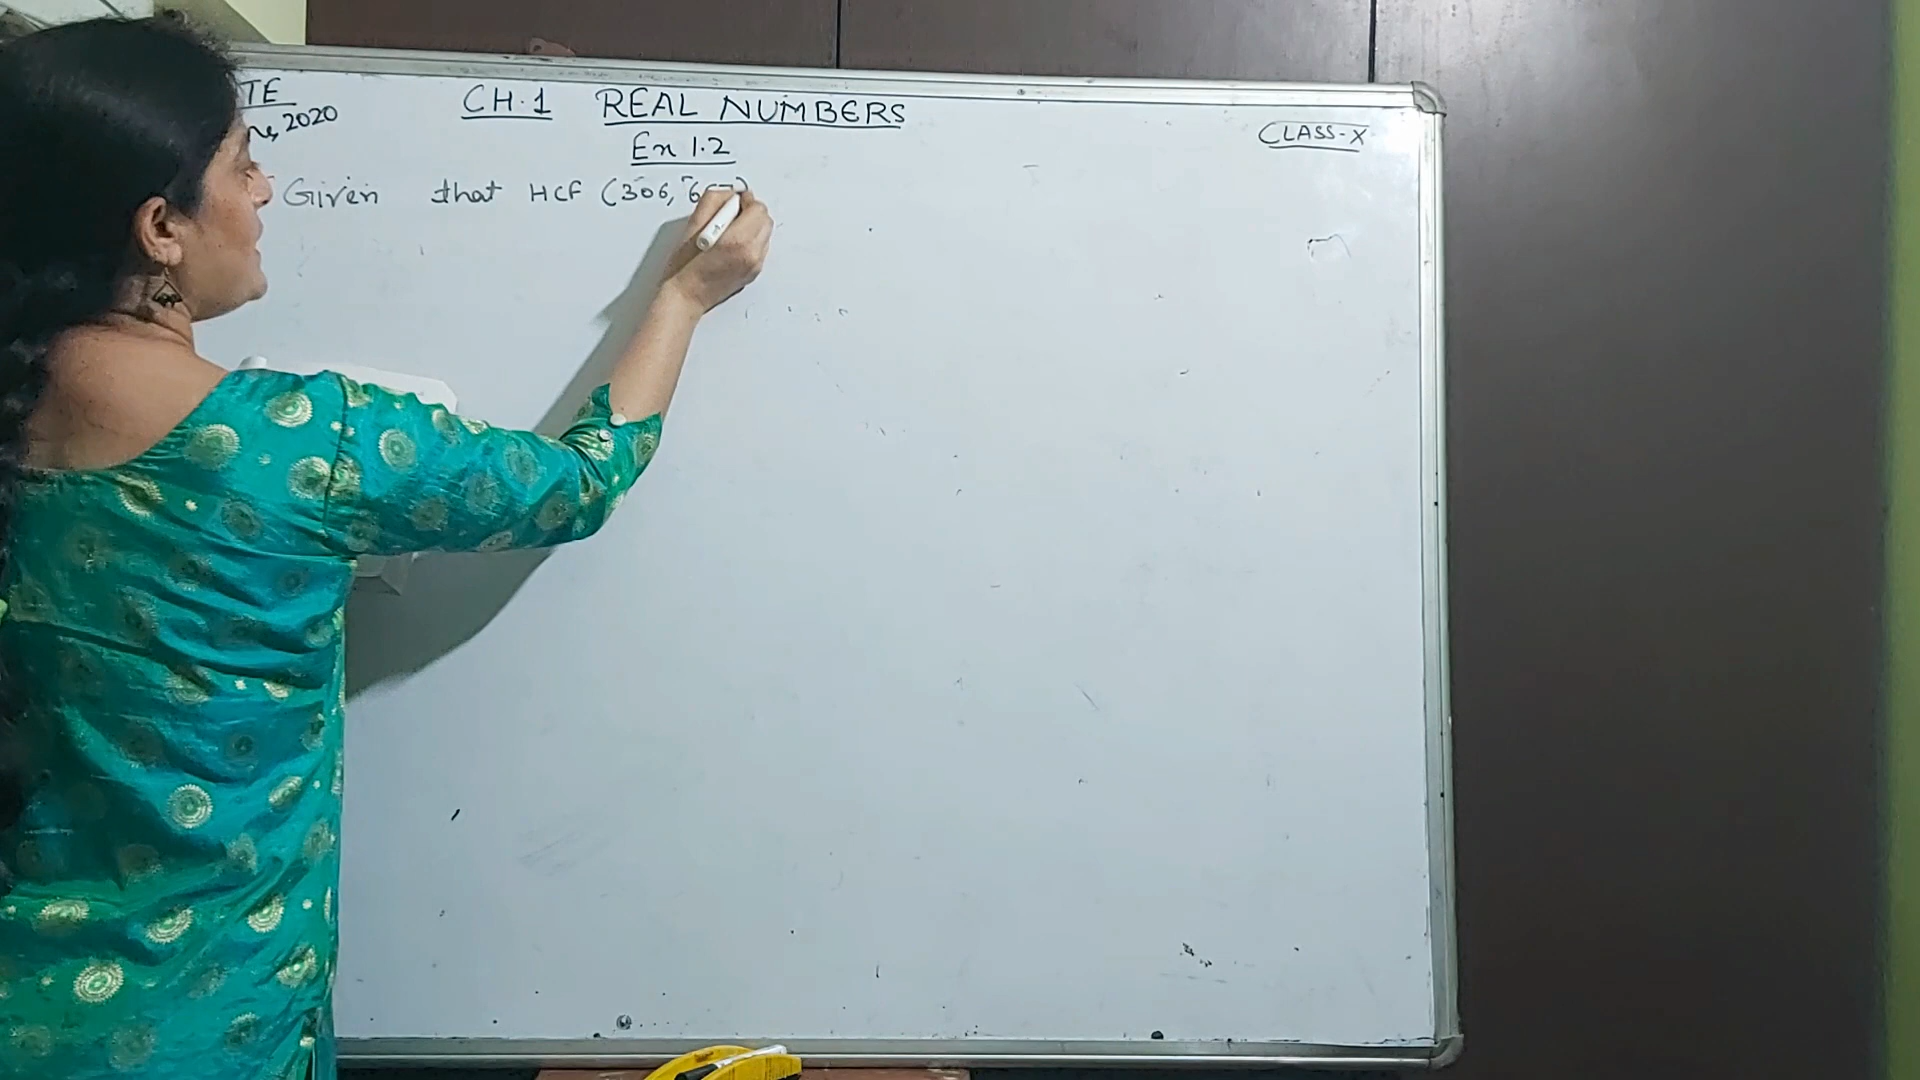 TE
CH.1 REAL NUMBERS
2020
CLASS-X
Ex 1.2
Given that HCF (306,